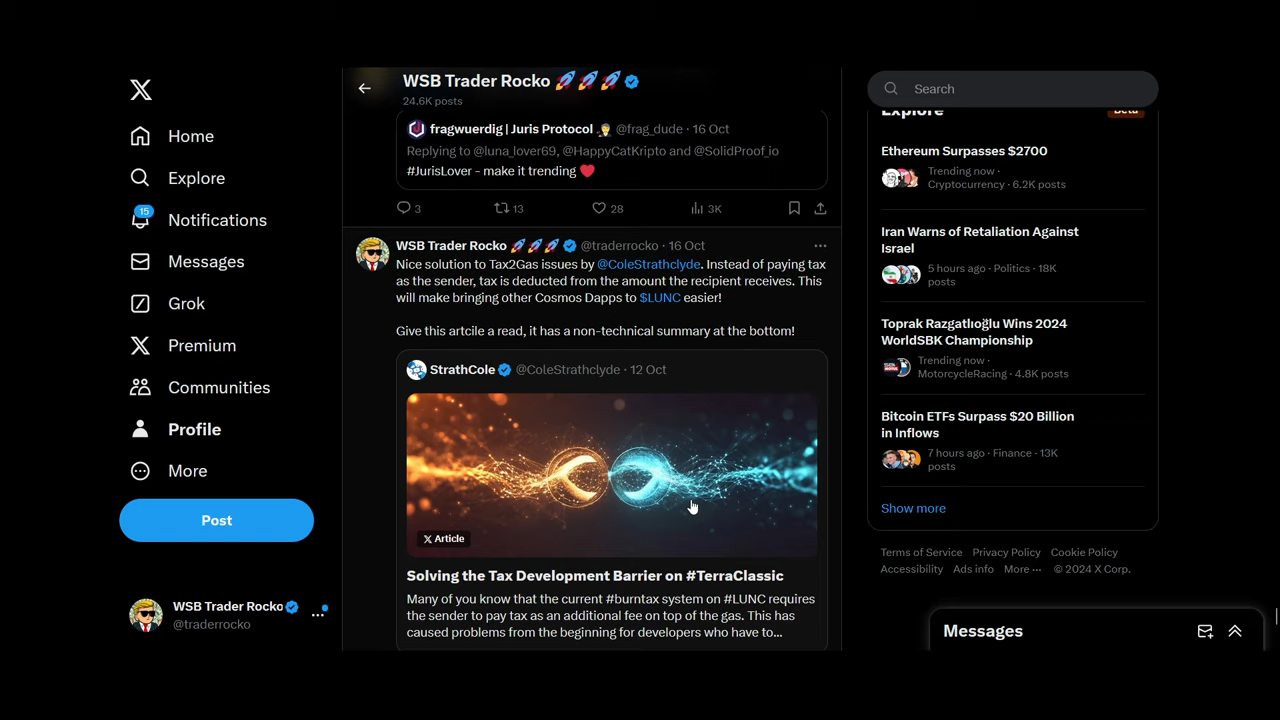 Home
Explore
15
Notifications
Messages
Grok
Premium
Communities
Profile
More
Post
WSB Trader Rocko 🚀🚀🚀
24.6K posts
fragwuerdig | Juris Protocol 🧑‍⚖️ @frag_dude · 16 Oct
Replying to @luna_lover69, @HappyCatKripto and @SolidProof_io
#JurisLover - make it trending ❤️
3 13 28 3K
WSB Trader Rocko 🚀🚀🚀 @traderrocko · 16 Oct
Nice solution to Tax2Gas issues by @ColeStrathclyde. Instead of paying tax
as the sender, tax is deducted from the amount the recipient receives. This
will make bringing other Cosmos Dapps to $LUNC easier!
Give this artcile a read, it has a non-technical summary at the bottom!
StrathCole @ColeStrathclyde · 12 Oct
X Article
Solving the Tax Development Barrier on #TerraClassic
Many of you know that the current #burntax system on #LUNC requires
the sender to pay tax as an additional fee on top of the gas. This has
caused problems from the beginning for developers who have to...
WSB Trader Rocko
@traderrocko
Search
Explore
Beta
Ethereum Surpasses $2700
Trending now ·
Cryptocurrency · 6.2K posts
Iran Warns of Retaliation Against
Israel
5 hours ago · Politics · 18K
posts
Toprak Razgatlıoğlu Wins 2024
WorldSBK Championship
Trending now ·
MotorcycleRacing · 4.8K posts
Bitcoin ETFs Surpass $20 Billion
in Inflows
7 hours ago · Finance · 13K
posts
Show more
Terms of Service Privacy Policy Cookie Policy
Accessibility Ads info More ··· © 2024 X Corp.
Messages